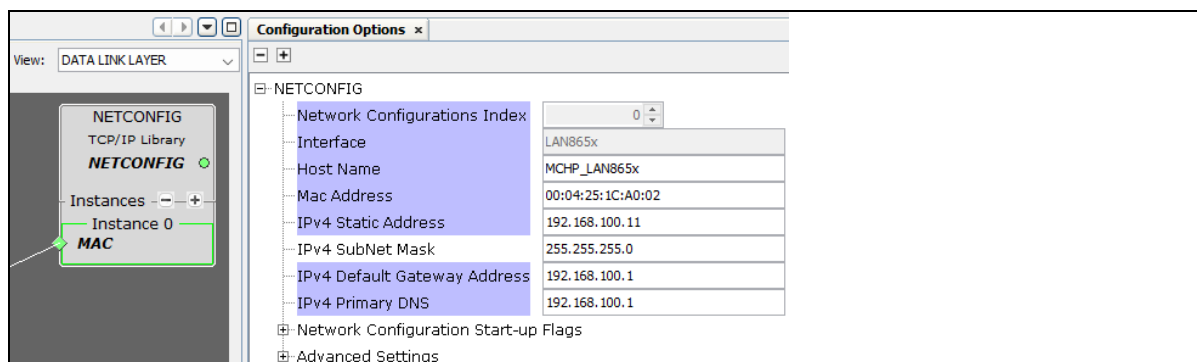 Configuration Options ×
View: DATA LINK LAYER
NETCONFIG
TCP/IP Library
NETCONFIG
Instances
Instance 0
MAC
NETCONFIG
Network Configurations Index 0
Interface LAN865x
Host Name MCHP_LAN865x
Mac Address 00:04:25:1C:A0:02
IPv4 Static Address 192.168.100.11
IPv4 SubNet Mask 255.255.255.0
IPv4 Default Gateway Address 192.168.100.1
IPv4 Primary DNS 192.168.100.1
Network Configuration Start-up Flags
Advanced Settings